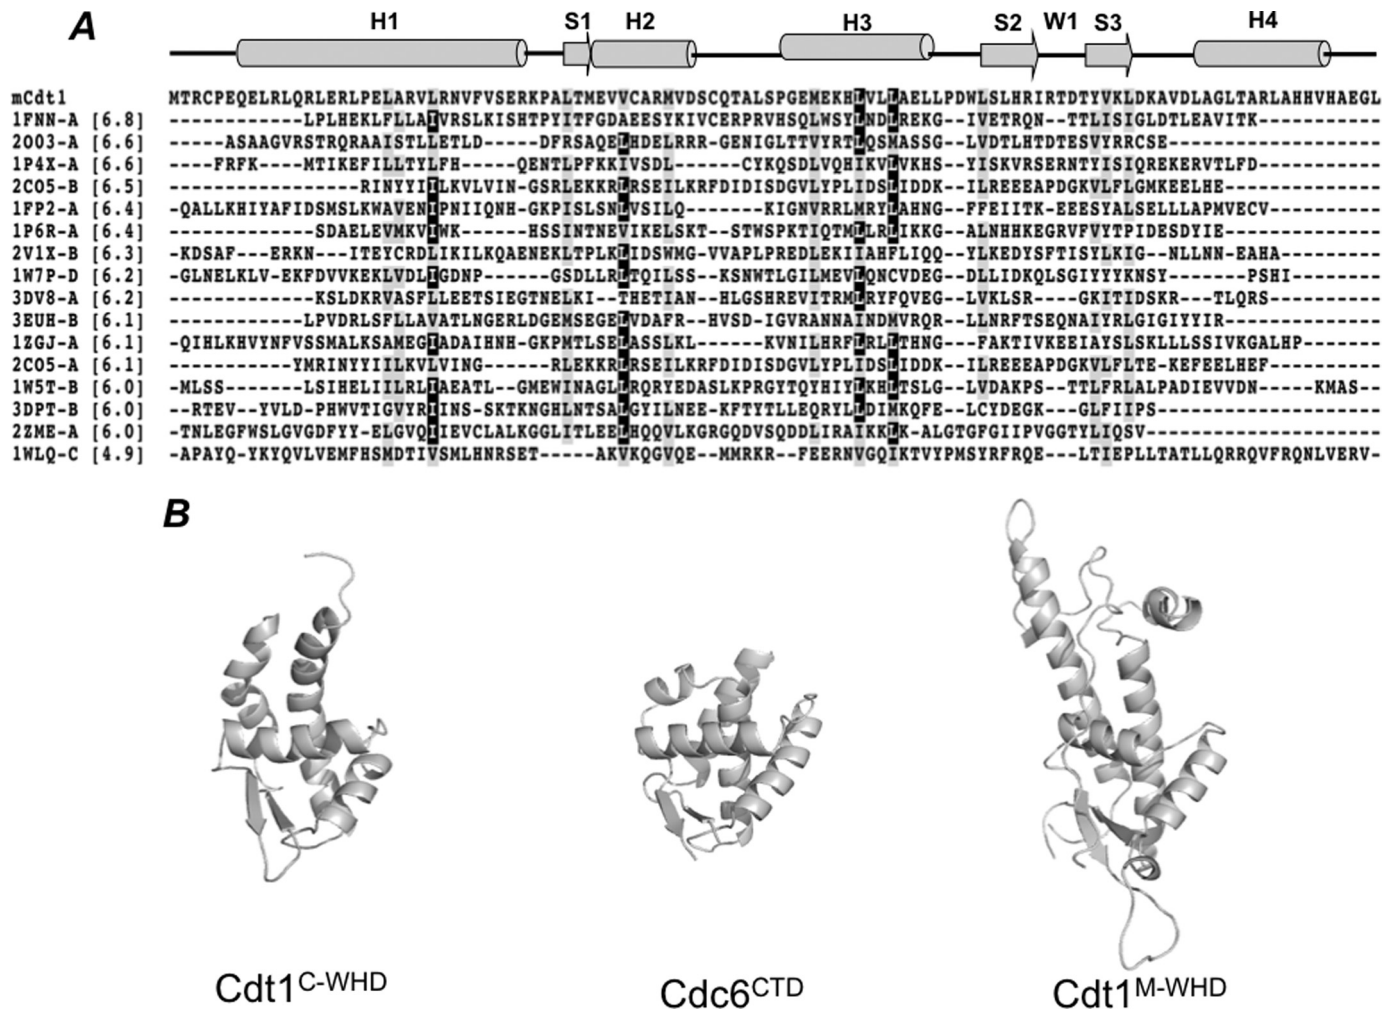 A
H1 S1 H2 H3 S2 W1 S3 H4
mCdt1 MTRCPEQELRLQRLERLPELARVLRNVFVSERKPALTMEVVCARMVDSCQTALSPGEMEKHLVLLAELLPDWLSLHRIRTDTYVKLDKAVDLAGLTARLAHHVHAEGL
1FNN-A [6.8] ------------LPLHEKLFLLAIVRSLKISHTPYITFGDAEESYKIVCERPRVHSQLWSYLNDLREKG--IVETRQN--TTLISIGLDTLEAVITK-----------
2O03-A [6.6] -----ASAAGVRSTRQRAAISTLLETLD-----DFRSAQELHDELRRR-GENIGLTTVYRTLQSMASSG--LVDTLHTDTESVYRRCSE-------------------
1P4X-A [6.6] ----FRFK----MTIKEFILLTYLFH-----QENTLPFKKIVSDL------CYKQSDLVQHIKVLVKHS--YISKVRSERNTYISIQREKERVTLFD-----------
2CO5-B [6.5] -----------------RINYYIILKVLVIN-GSRLEKKRLRSEILKRFDIDISDGVLYPLIDSLIDDK--ILREEEAPDGKVLFLGMKEELHE--------------
1FP2-A [6.4] -QALLKHIYAFIDSMSLKWAVENIPNIIQNH-GKPISLSNLVSILQ-------KIGNVRRLMRYLAHNG--FFEIITK-EEESYALSELLLAPMVECV----------
1P6R-A [6.4] -------------SDAELEVMKVIWK------HSSINTNEVIKELSKT--STWSPKTIQTMLLRLIKKG--ALNHHKEGRVFVYTPIDESDYIE--------------
2V1X-B [6.3] -KDSAF---ERKN---ITEYCRDLIKILKQAENEKLTPLKLIDSWMG-VVAPLPREDLEKIIAHFLIQQ--YLKEDYSFTISYLKIG--NLLNN-EAHA---------
1W7P-D [6.2] -GLNELKLV-EKFDVVKEKLVDLIGDNP------GSDLLRLTQILSS--KSNWTLGILMEVLQNCVDEG--DLLIDKQLSGIYYYKNSY-------PSHI--------
3DV8-A [6.2] -------------KSLDKRVASFLLEETSIEGTNELKI--THETIAN--HLGSHREVITRMLRYFQVEG--LVKLSR----GKITIDSKR---TLQRS----------
3EUH-B [6.1] ------------LPVDRLSFLLAVATLNGERLDGEMSEGELVDAFR--HVSD-IGVRANNAINDMVRQR--LLNRFTSEQNAIYRLGIGIYYIR--------------
1ZGJ-A [6.1] -QIHLKHVYNFVSSMALKSAMEGIADAIHNH-GKPMTLSELASSLKL------KVNILHRFLRLLTHNG--FAKTIVKEEIAYSLSKLLLSSIVKGALHP--------
2CO5-A [6.1] -----------YMRINYYIILKVLVING-----RLEKKRLRSEILKRFDIDISDGVLYPLIDSLIDDK--ILREEEAPDGKVLFLTE-KEFEELHEF-----------
1W5T-B [6.0] -MLSS-------LSIHELIILRLIAEATL--GMEWINAGLLRQRYEDASLKPRGYTQYHIYLKHLTSLG--LVDAKPS--TTLFRLALPADIEVVDN-----KMAS--
3DPT-B [6.0] --RTEV--YVLD-PHWVTIGVYRIINS-SKTKNGHLNTSALGYILNEE-KFTYTLLEQRYLLDIMKQFE--LCYDEGK---GLFIIPS--------------------
2ZME-A [6.0] -TNLEGFWSLGVGDFYY-ELGVQIIEVCLALKGGLITLEELHQQVLKGRGQDVSQDDLIRAIKKLK-ALGTGFGIIPVGGTYLIQSV---------------------
1WLQ-C [4.9] -APAYQ-YKYQVLVEMFHSMDTIVSMLHNRSET-----AKVKQGVQE--MMRKR--FEERNVGQIKTVYPMSYRFRQE---LTIEPLLTATLLQRRQVFRQNLVERV-
B
Cdt1C-WHD Cdc6CTD Cdt1M-WHD